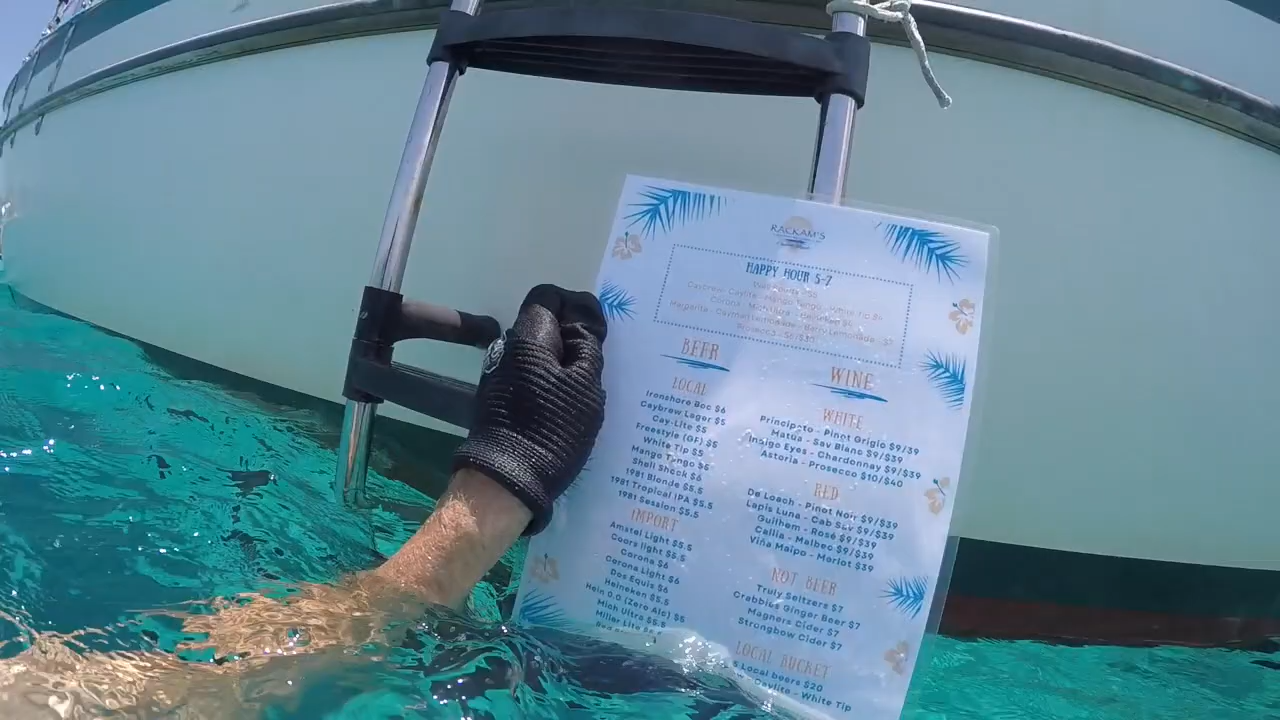 RACKAM'S
HAPPY HOUR 5-7
BEER
LOCAL
Ironshore Boc $6
Caybrew Lager $5
Cay-Lite $5
Freestyle (GF) $5
White Tip $5
Mango Tango $5
Shell Shock $6
1981 Blonde $5.5
1981 Tropical IPA $5.5
1981 Session $5.5
IMPORT
Amstel Light $5.5
Coors light $5.5
Corona $6
Corona Light $6
Dos Equis $6
Heineken $5.5
Hein 0.0 (Zero Alc) $6
Mich Ultra $5.5
Miller Lite
WINE
WHITE
Principato - Pinot Grigio $9/39
Matua - Sav Blanc $9/$39
Indigo Eyes - Chardonnay $9/$39
Astoria - Prosecco $10/$40
RED
De Loach - Pinot Noir $9/$39
Lapis Luna - Cab Sav $9/$39
Guilhem - Rosé $9/$39
Callia - Malbec $9/$39
Viña Maipo - Merlot $39
NOT BEER
Truly Seltzers $7
Crabbies Ginger Beer $7
Magners Cider $7
Strongbow Cider $7
LOCAL BUCKET
5 Local beers $20
- Caylite - White Tip